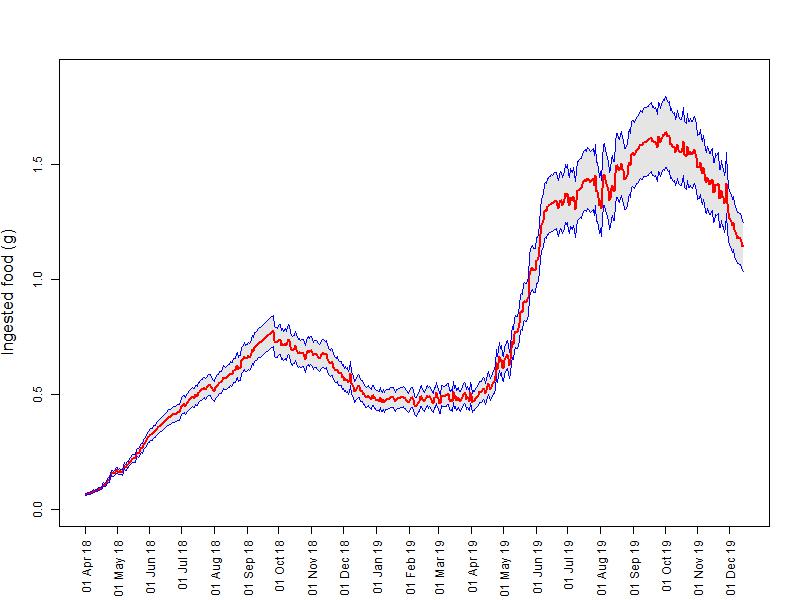 Ingested food (g)
1.5
1.0
0.5
0.0
01 Apr 18
01 May 18
01 Jun 18
01 Jul 18
01 Aug 18
01 Sep 18
01 Oct 18
01 Nov 18
01 Dec 18
01 Jan 19
01 Feb 19
01 Mar 19
01 Apr 19
01 May 19
01 Jun 19
01 Jul 19
01 Aug 19
01 Sep 19
01 Oct 19
01 Nov 19
01 Dec 19